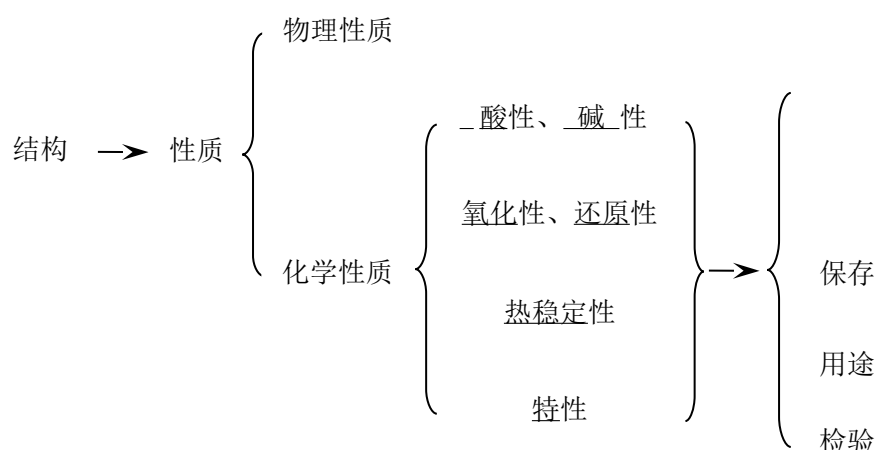 物理性质
酸性、碱性
结构
性质
氧化性、还原性
化学性质
保存
热稳定性
用途
特性
检验